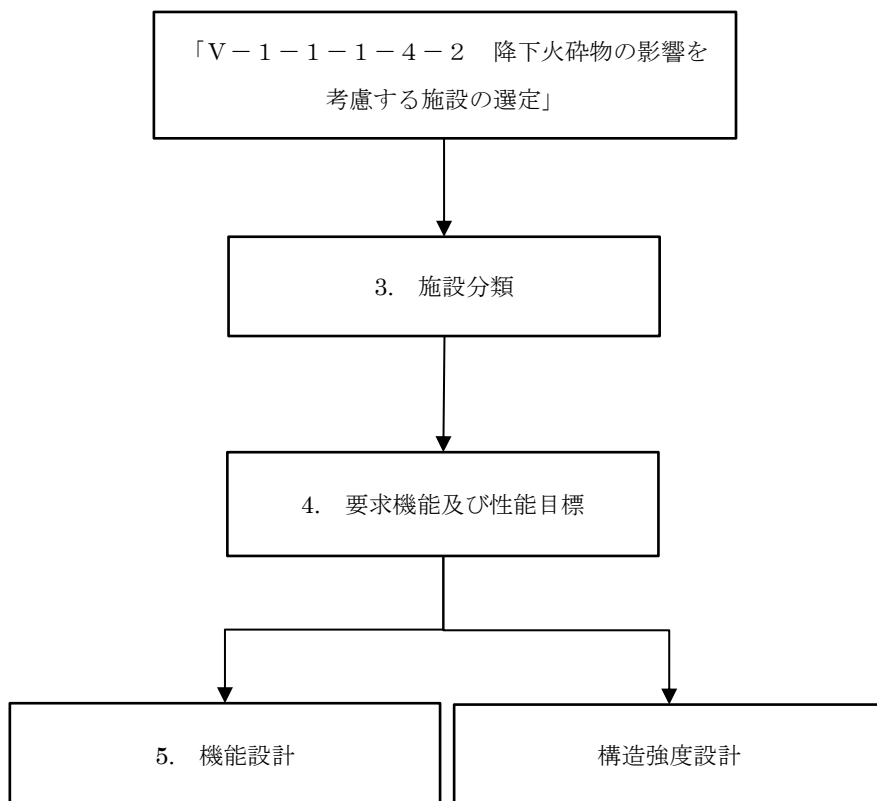 「Ⅴ－１－１－１－４－２　降下火砕物の影響を
考慮する施設の選定」
3.　施設分類
4.　要求機能及び性能目標
5.　機能設計
構造強度設計